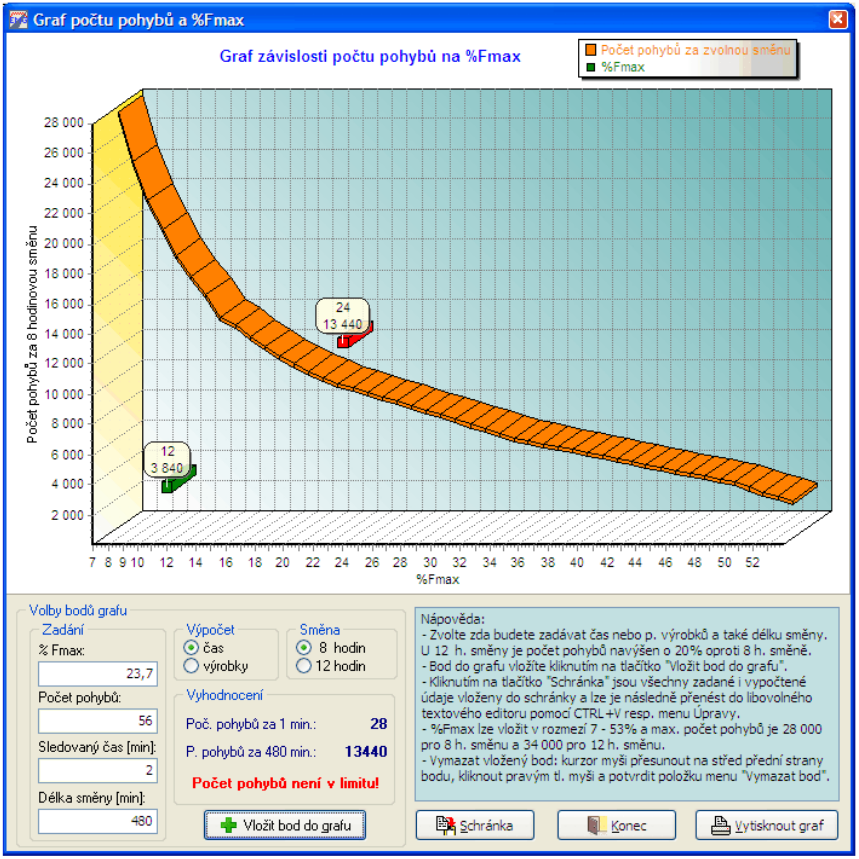 Graf počtu pohybů a %Fmax
Graf závislosti počtu pohybů na %Fmax
Počet pohybů za zvolnou směnu
%Fmax
Počet pohybů za 8 hodinovou směnu
28 000
26 000
24 000
22 000
20 000
18 000
16 000
14 000
12 000
10 000
8 000
6 000
4 000
2 000
24
13 440
12
3 840
7 8 9 10 12 14 16 18 20 22 24 26 28 30 32 34 36 38 40 42 44 46 48 50 52
%Fmax
Volby bodů grafu
Zadání
% Fmax:
23,7
Počet pohybů:
56
Sledovaný čas [min]:
2
Délka směny [min]:
480
Výpočet
čas
výrobky
Směna
8 hodin
12 hodin
Vyhodnocení
Poč. pohybů za 1 min.: 28
P. pohybů za 480 min.: 13440
Počet pohybů není v limitu!
Vložit bod do grafu
Nápověda:
- Zvolte zda budete zadávat čas nebo p. výrobků a také délku směny.
U 12 h. směny je počet pohybů navýšen o 20% oproti 8 h. směně.
- Bod do grafu vložíte kliknutím na tlačítko "Vložit bod do grafu".
- Kliknutím na tlačítko "Schránka" jsou všechny zadané i vypočtené
údaje vloženy do schránky a lze je následně přenést do libovolného
textového editoru pomocí CTRL+V resp. menu Úpravy.
- %Fmax lze vložit v rozmezí 7 - 53% a max. počet pohybů je 28 000
pro 8 h. směnu a 34 000 pro 12 h. směnu.
- Vymazat vložený bod: kurzor myši přesunout na střed přední strany
bodu, kliknout pravým tl. myši a potvrdit položku menu "Vymazat bod".
Schránka
Konec
Vytisknout graf